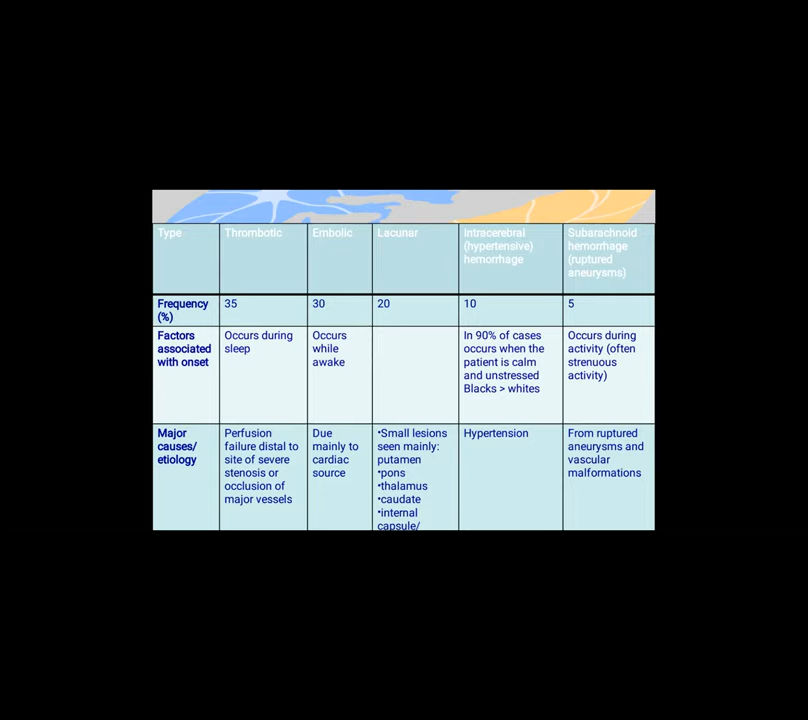 Type
Thrombotic
Embolic
Lacunar
Intracerebral
(hypertensive)
hemorrhage
Subarachnoid
hemorrhage
(ruptured
aneurysms)
Frequency
(%)
35
30
20
10
5
Factors
associated
with onset
Occurs during
sleep
Occurs
while
awake
In 90% of cases
occurs when the
patient is calm
and unstressed
Blacks > whites
Occurs during
activity (often
strenuous
activity)
Major
causes/
etiology
Perfusion
failure distal to
site of severe
stenosis or
occlusion of
major vessels
Due
mainly to
cardiac
source
•Small lesions
seen mainly:
putamen
•pons
•thalamus
•caudate
•internal
capsule/
Hypertension
From ruptured
aneurysms and
vascular
malformations